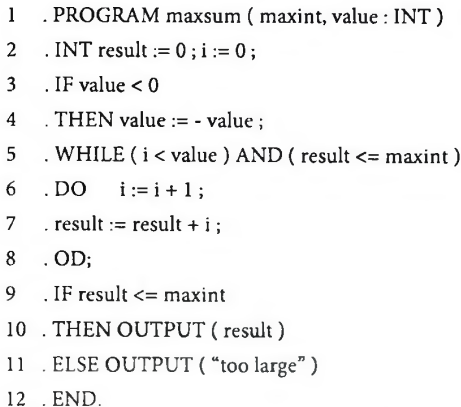 1 . PROGRAM maxsum ( maxint, value : INT )
2 . INT result := 0 ; i := 0 ;
3 . IF value < 0
4 . THEN value := - value ;
5 . WHILE ( i < value ) AND ( result <= maxint )
6 . DO i := i + 1 ;
7 . result := result + i ;
8 . OD;
9 . IF result <= maxint
10 . THEN OUTPUT ( result )
11 . ELSE OUTPUT ( “too large” )
12 . END.